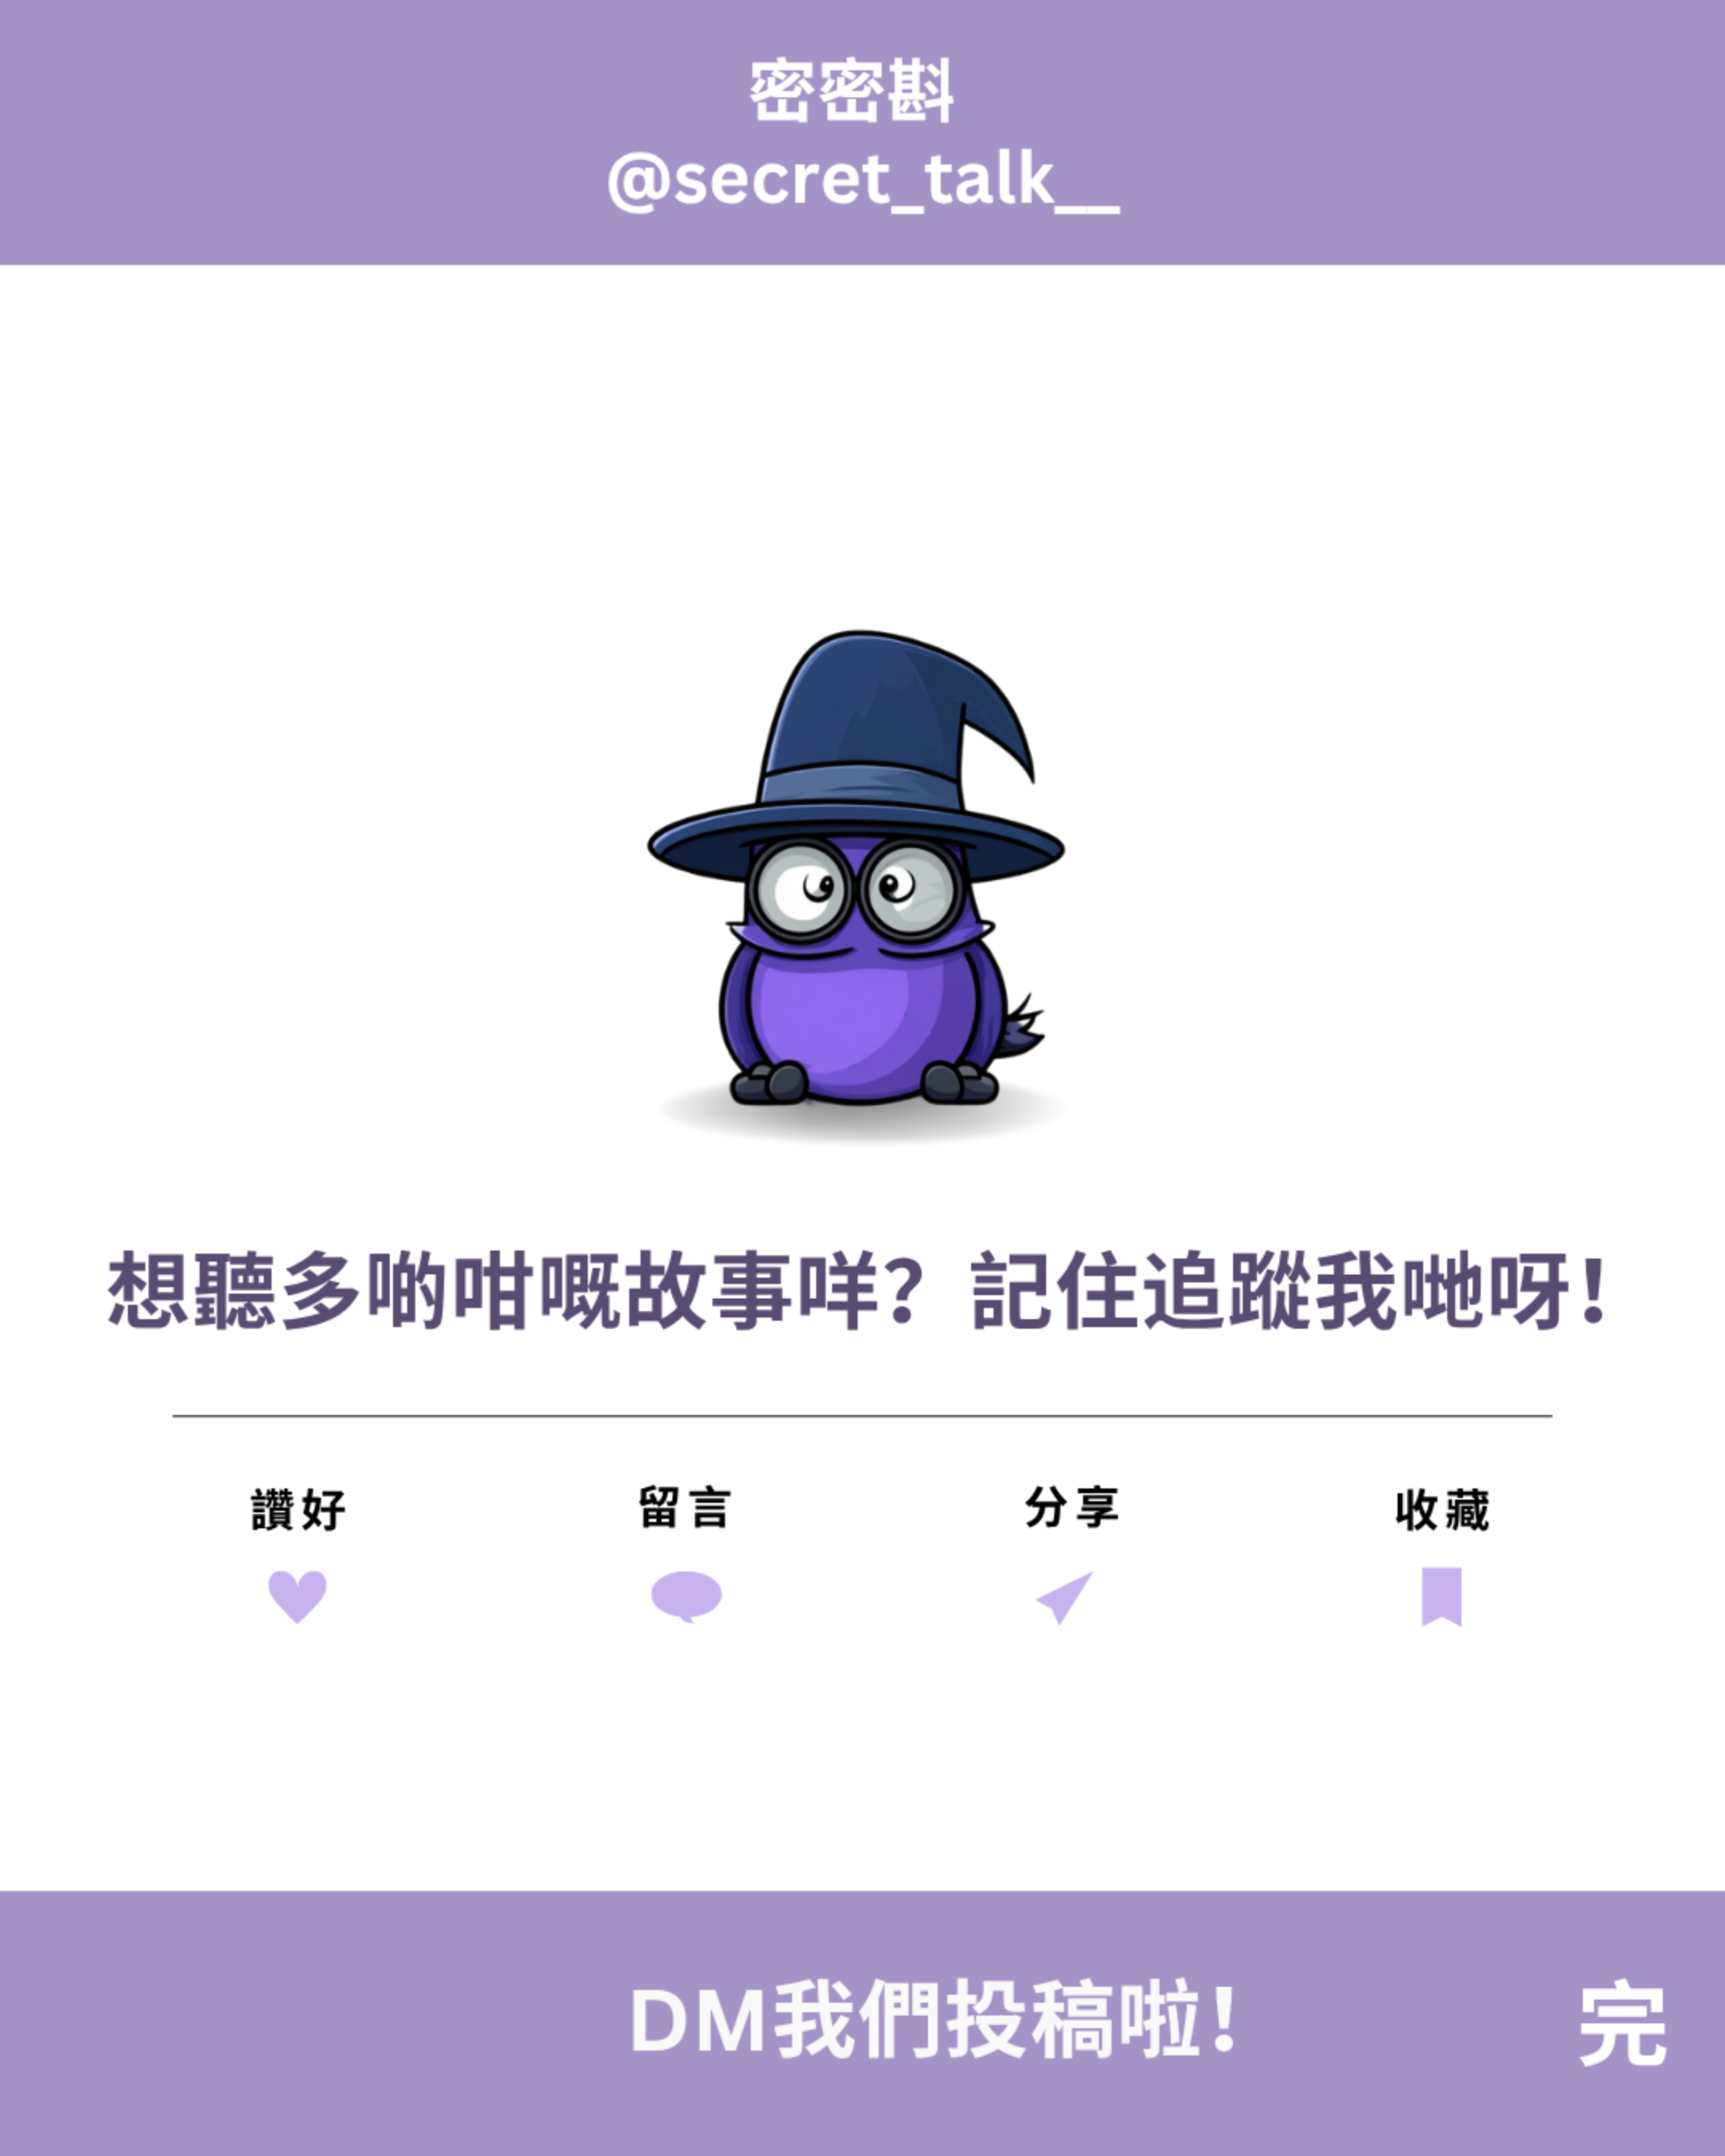 密密斟
@secret_talk__
想聽多啲咁嘅故事咩？記住追蹤我哋呀！
讚好 留言 分享 收藏
DM我們投稿啦！
完